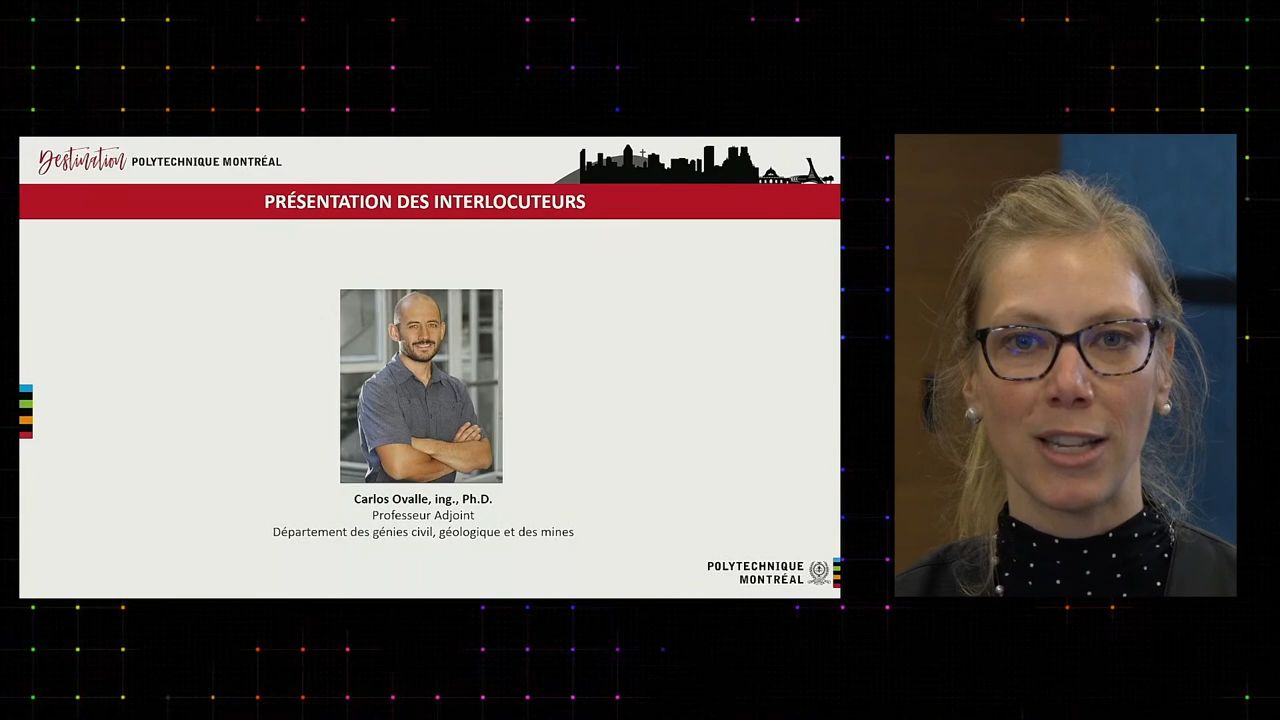 Destination POLYTECHNIQUE MONTRÉAL
PRÉSENTATION DES INTERLOCUTEURS
Carlos Ovalle, ing., Ph.D.
Professeur Adjoint
Département des génies civil, géologique et des mines
POLYTECHNIQUE
MONTRÉAL